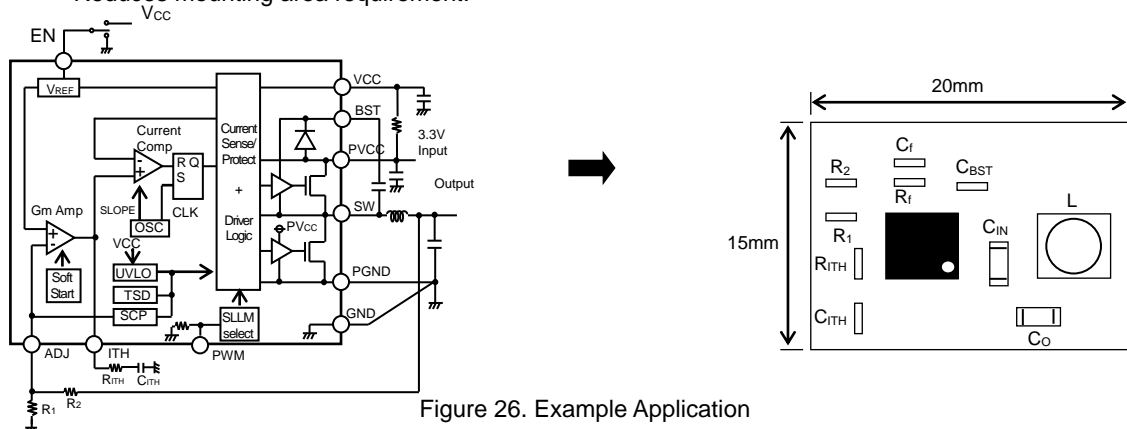 Reduces mounting area requirement.
VCC
EN
VREF
VCC
BST
Current
Comp
Current
Sense/
Protect
+
Driver
Logic
3.3V
Input
PVCC
R Q
S
CLK
SLOPE
OSC
Gm Amp
VCC
Output
SW
PVCC
UVLO
Soft
Start
TSD
SCP
PGND
SLLM
select
GND
ADJ
ITH
PWM
RITH
CITH
R1
R2
20mm
15mm
Cf
R2
CBST
Rf
L
R1
CIN
RITH
CITH
CO
Figure 26. Example Application